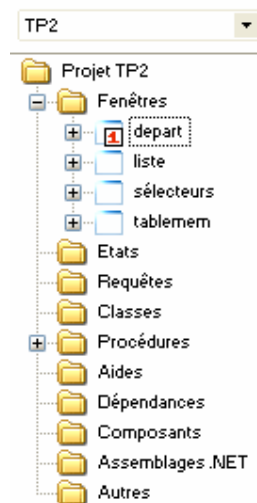 TP2
Projet TP2
Fenêtres
1 depart
liste
sélecteurs
tablemem
Etats
Requêtes
Classes
Procédures
Aides
Dépendances
Composants
Assemblages .NET
Autres